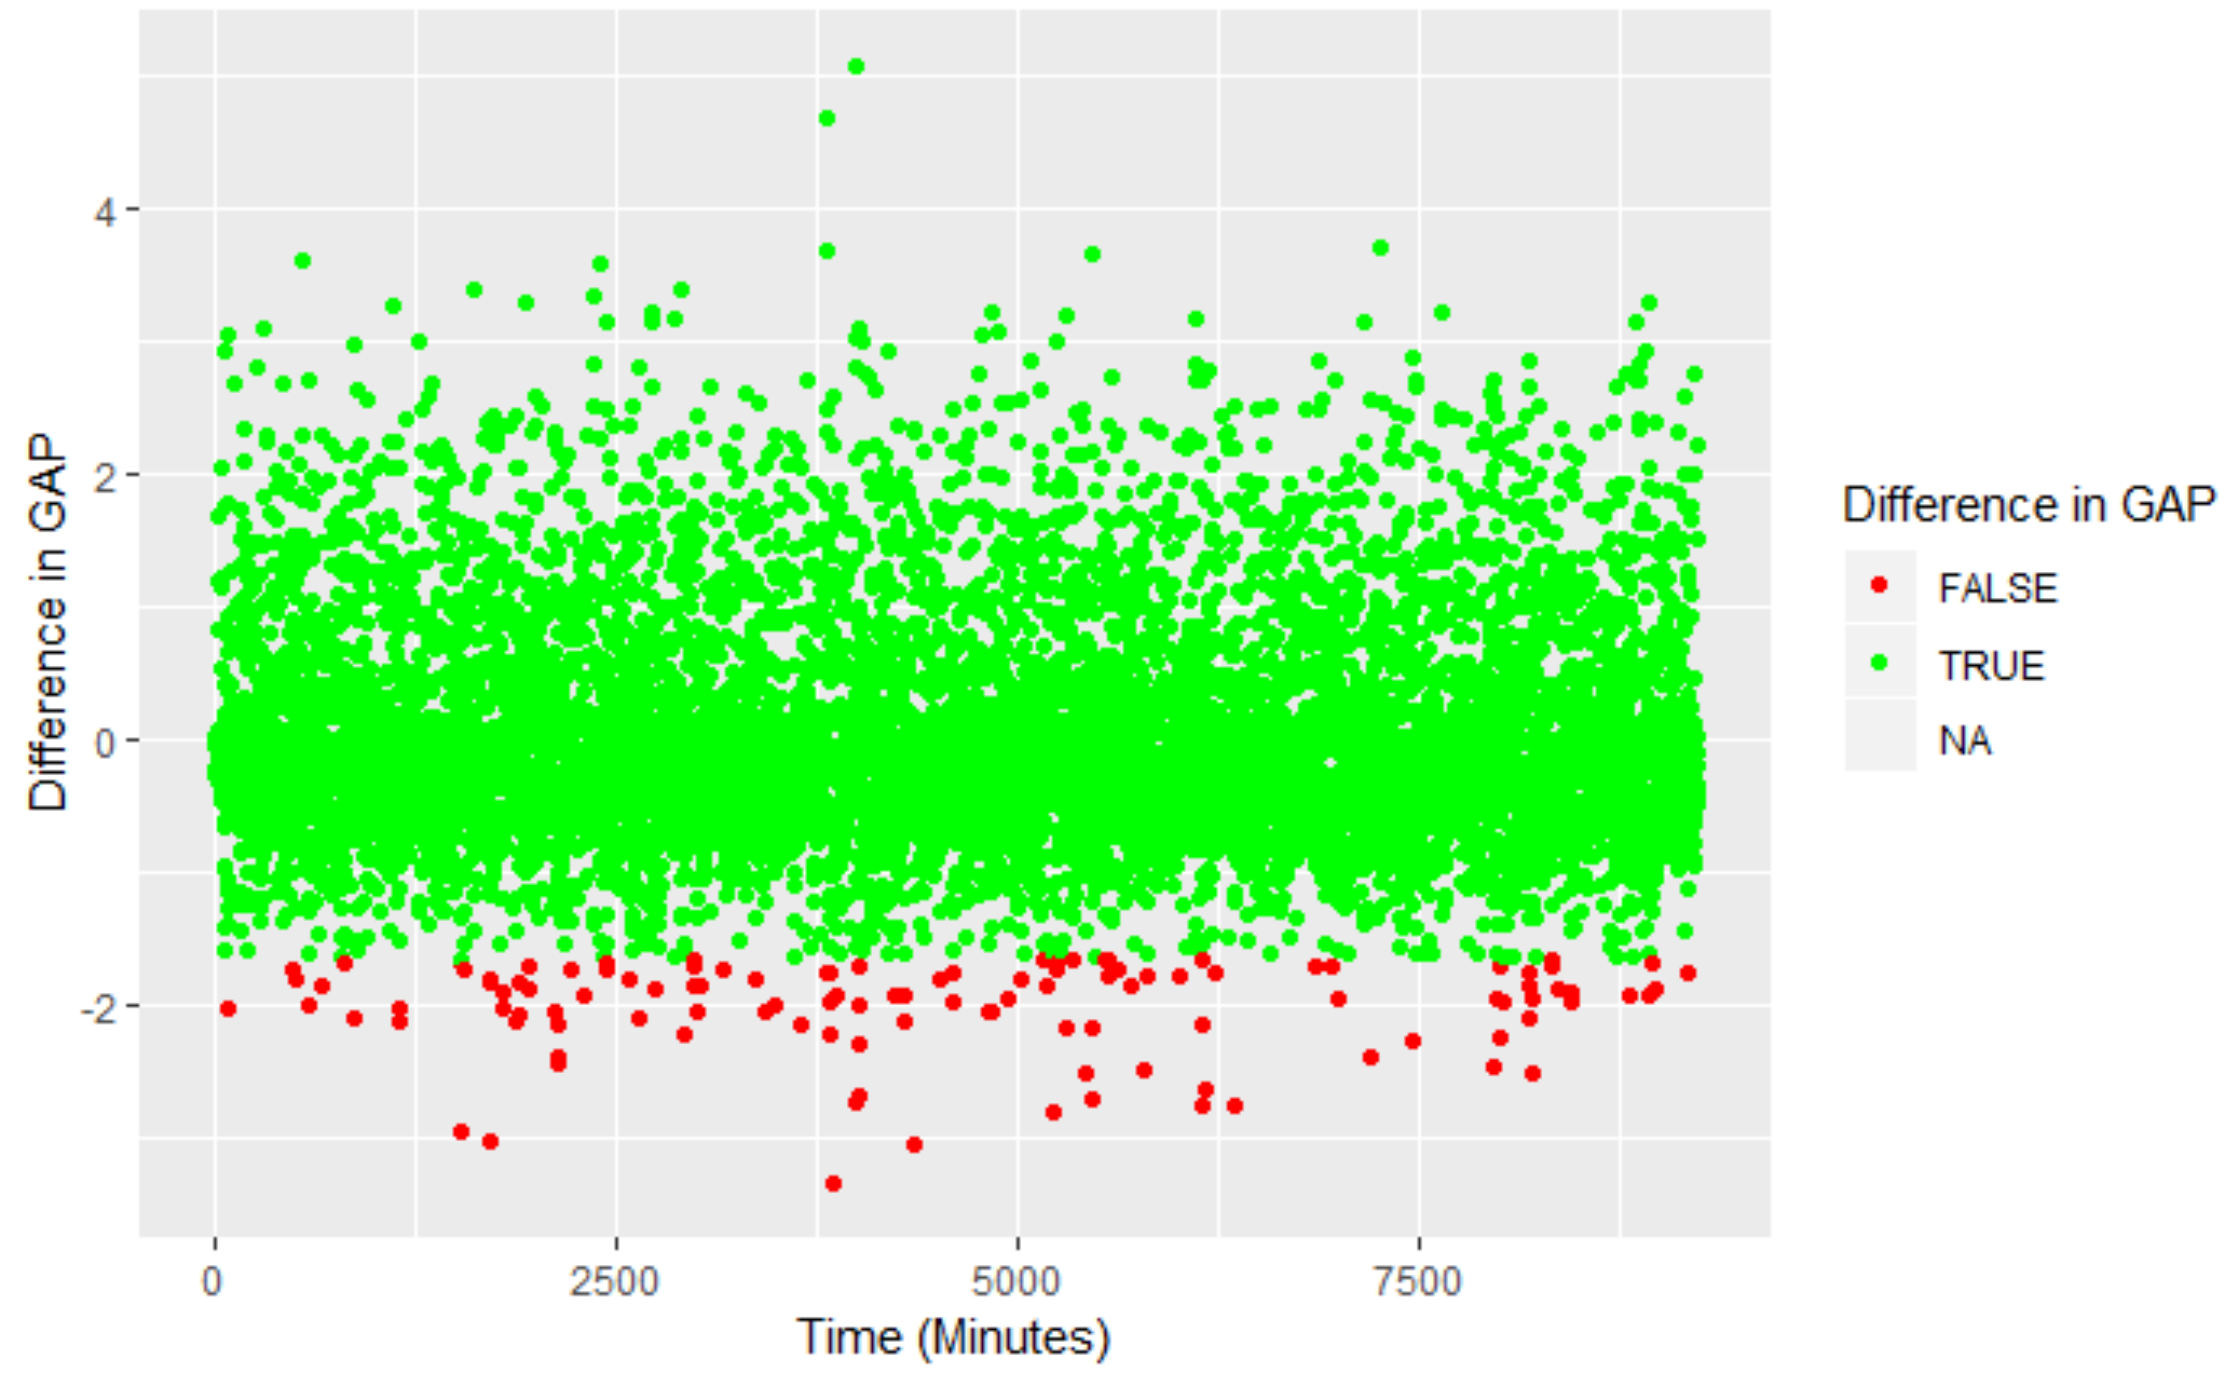 Difference in GAP
4
2
0
-2
0
2500
5000
7500
Time (Minutes)
Difference in GAP
FALSE
TRUE
NA